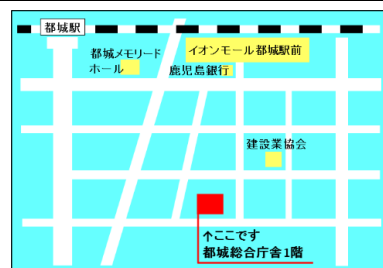 都城駅
都城メモリード
ホール
イオンモール都城駅前
鹿児島銀行
建設業協会
↑ここです
都城総合庁舎1階